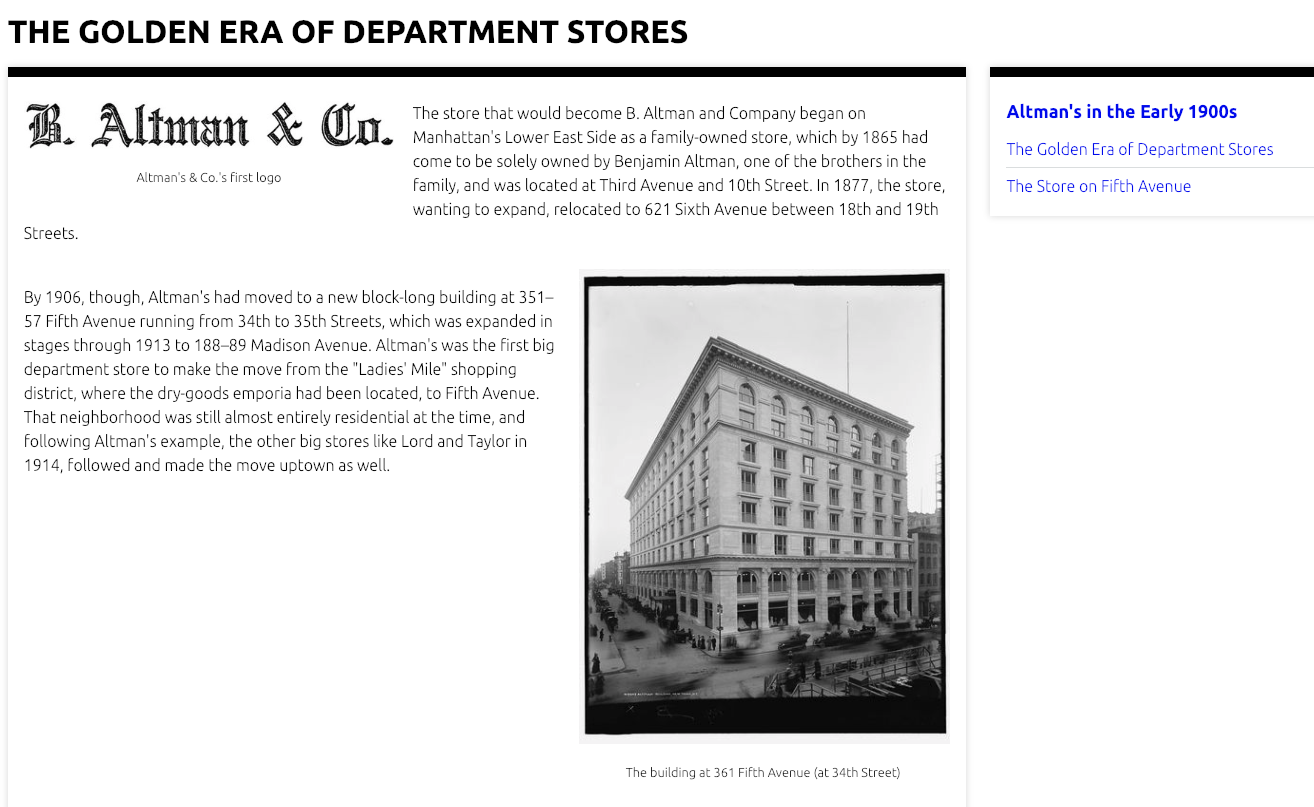 THE GOLDEN ERA OF DEPARTMENT STORES
B. Altman & Co.
Altman's & Co.'s first logo
The store that would become B. Altman and Company began on
Manhattan's Lower East Side as a family-owned store, which by 1865 had
come to be solely owned by Benjamin Altman, one of the brothers in the
family, and was located at Third Avenue and 10th Street. In 1877, the store,
wanting to expand, relocated to 621 Sixth Avenue between 18th and 19th
Streets.
By 1906, though, Altman's had moved to a new block-long building at 351–
57 Fifth Avenue running from 34th to 35th Streets, which was expanded in
stages through 1913 to 188–89 Madison Avenue. Altman's was the first big
department store to make the move from the "Ladies' Mile" shopping
district, where the dry-goods emporia had been located, to Fifth Avenue.
That neighborhood was still almost entirely residential at the time, and
following Altman's example, the other big stores like Lord and Taylor in
1914, followed and made the move uptown as well.
The building at 361 Fifth Avenue (at 34th Street)
Altman's in the Early 1900s
The Golden Era of Department Stores
The Store on Fifth Avenue